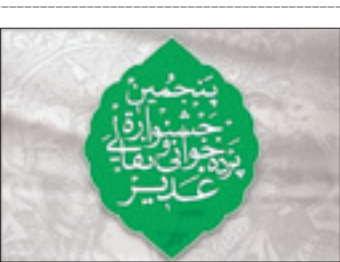 پنجمین
جشنوارهٔ
پرده‌خوانی و نقالی
غدیر